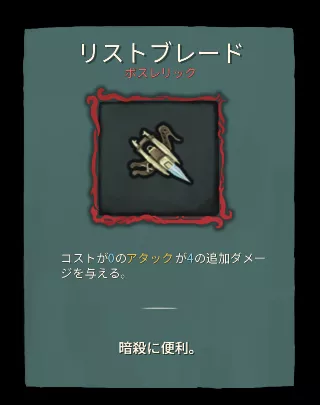 リストブレード
ボスレリック
コストが0のアタックが4の追加ダメー
ジを与える。
暗殺に便利。